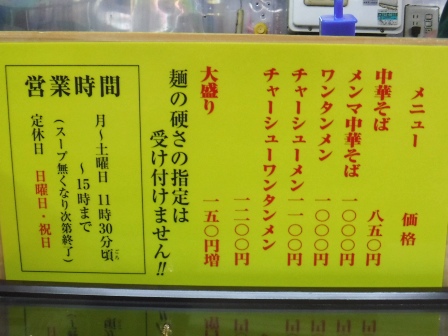 メニュー　価格
中華そば　八五〇円
メンマ中華そば　一〇〇〇円
ワンタンメン　一〇〇〇円
チャーシューメン　一一〇〇円
チャーシューワンタンメン　一二〇〇円
大盛り　一五〇円増
麺の硬さの指定は
受け付けません!!
営業時間
月～土曜日 11時30分頃
ごろ
～15時まで
(スープ無くなり次第終了)
定休日 日曜日・祝日